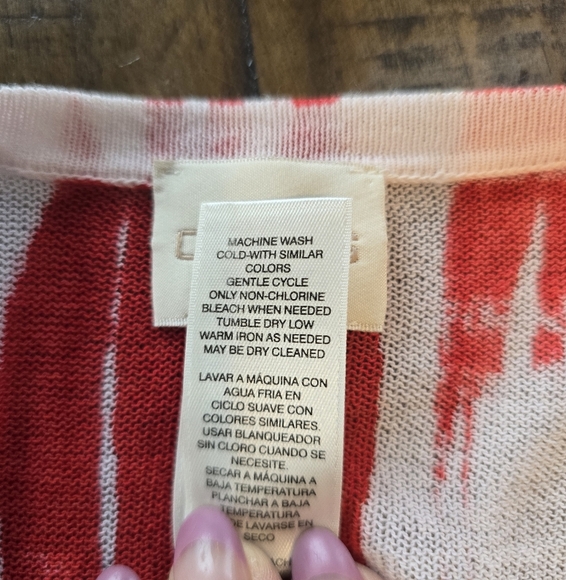 MACHINE WASH
COLD-WITH SIMILAR
COLORS
GENTLE CYCLE
ONLY NON-CHLORINE
BLEACH WHEN NEEDED
TUMBLE DRY LOW
WARM IRON AS NEEDED
MAY BE DRY CLEANED
LAVAR A MÁQUINA CON
AGUA FRIA EN
CICLO SUAVE CON
COLORES SIMILARES.
USAR BLANQUEADOR
SIN CLORO CUANDO SE
NECESITE.
SECAR A MÁQUINA A
BAJA TEMPERATURA
PLANCHAR A BAJA
TEMPERATURA
LAVARSE EN
SECO